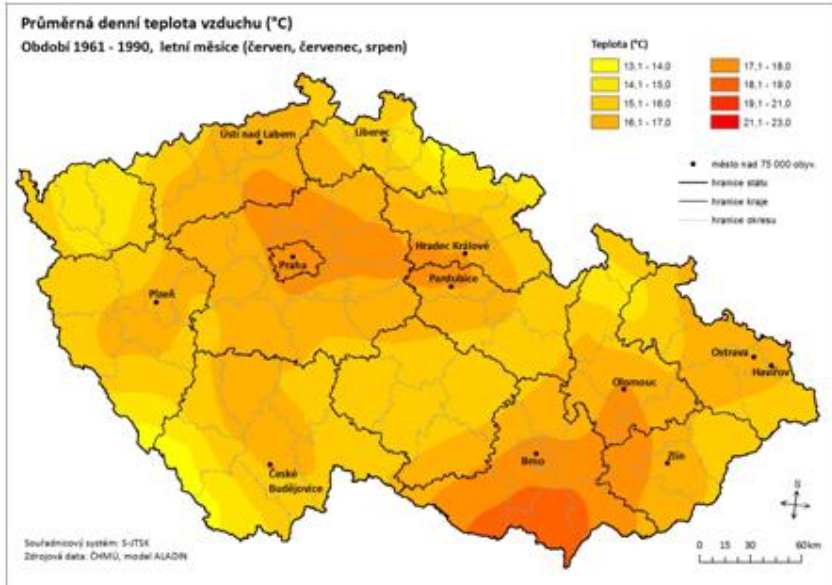 Průměrná denní teplota vzduchu (°C)
Období 1961 - 1990, letní měsíce (červen, červenec, srpen)
Teplota (°C)
13,1 - 14,0
14,1 - 15,0
15,1 - 16,0
16,1 - 17,0
17,1 - 18,0
18,1 - 19,0
19,1 - 21,0
21,1 - 23,0
město nad 75 000 obyv.
hranice státu
hranice kraje
hranice okresu
Ústí nad Labem
Liberec
Hradec Králové
Praha
Pardubice
Plzeň
Ostrava
Havířov
Olomouc
Brno
Zlín
České
Budějovice
S
Souřadnicový systém: S-JTSK
Zdrojová data: ČHMÚ, model ALADIN
0 15 30 60 km